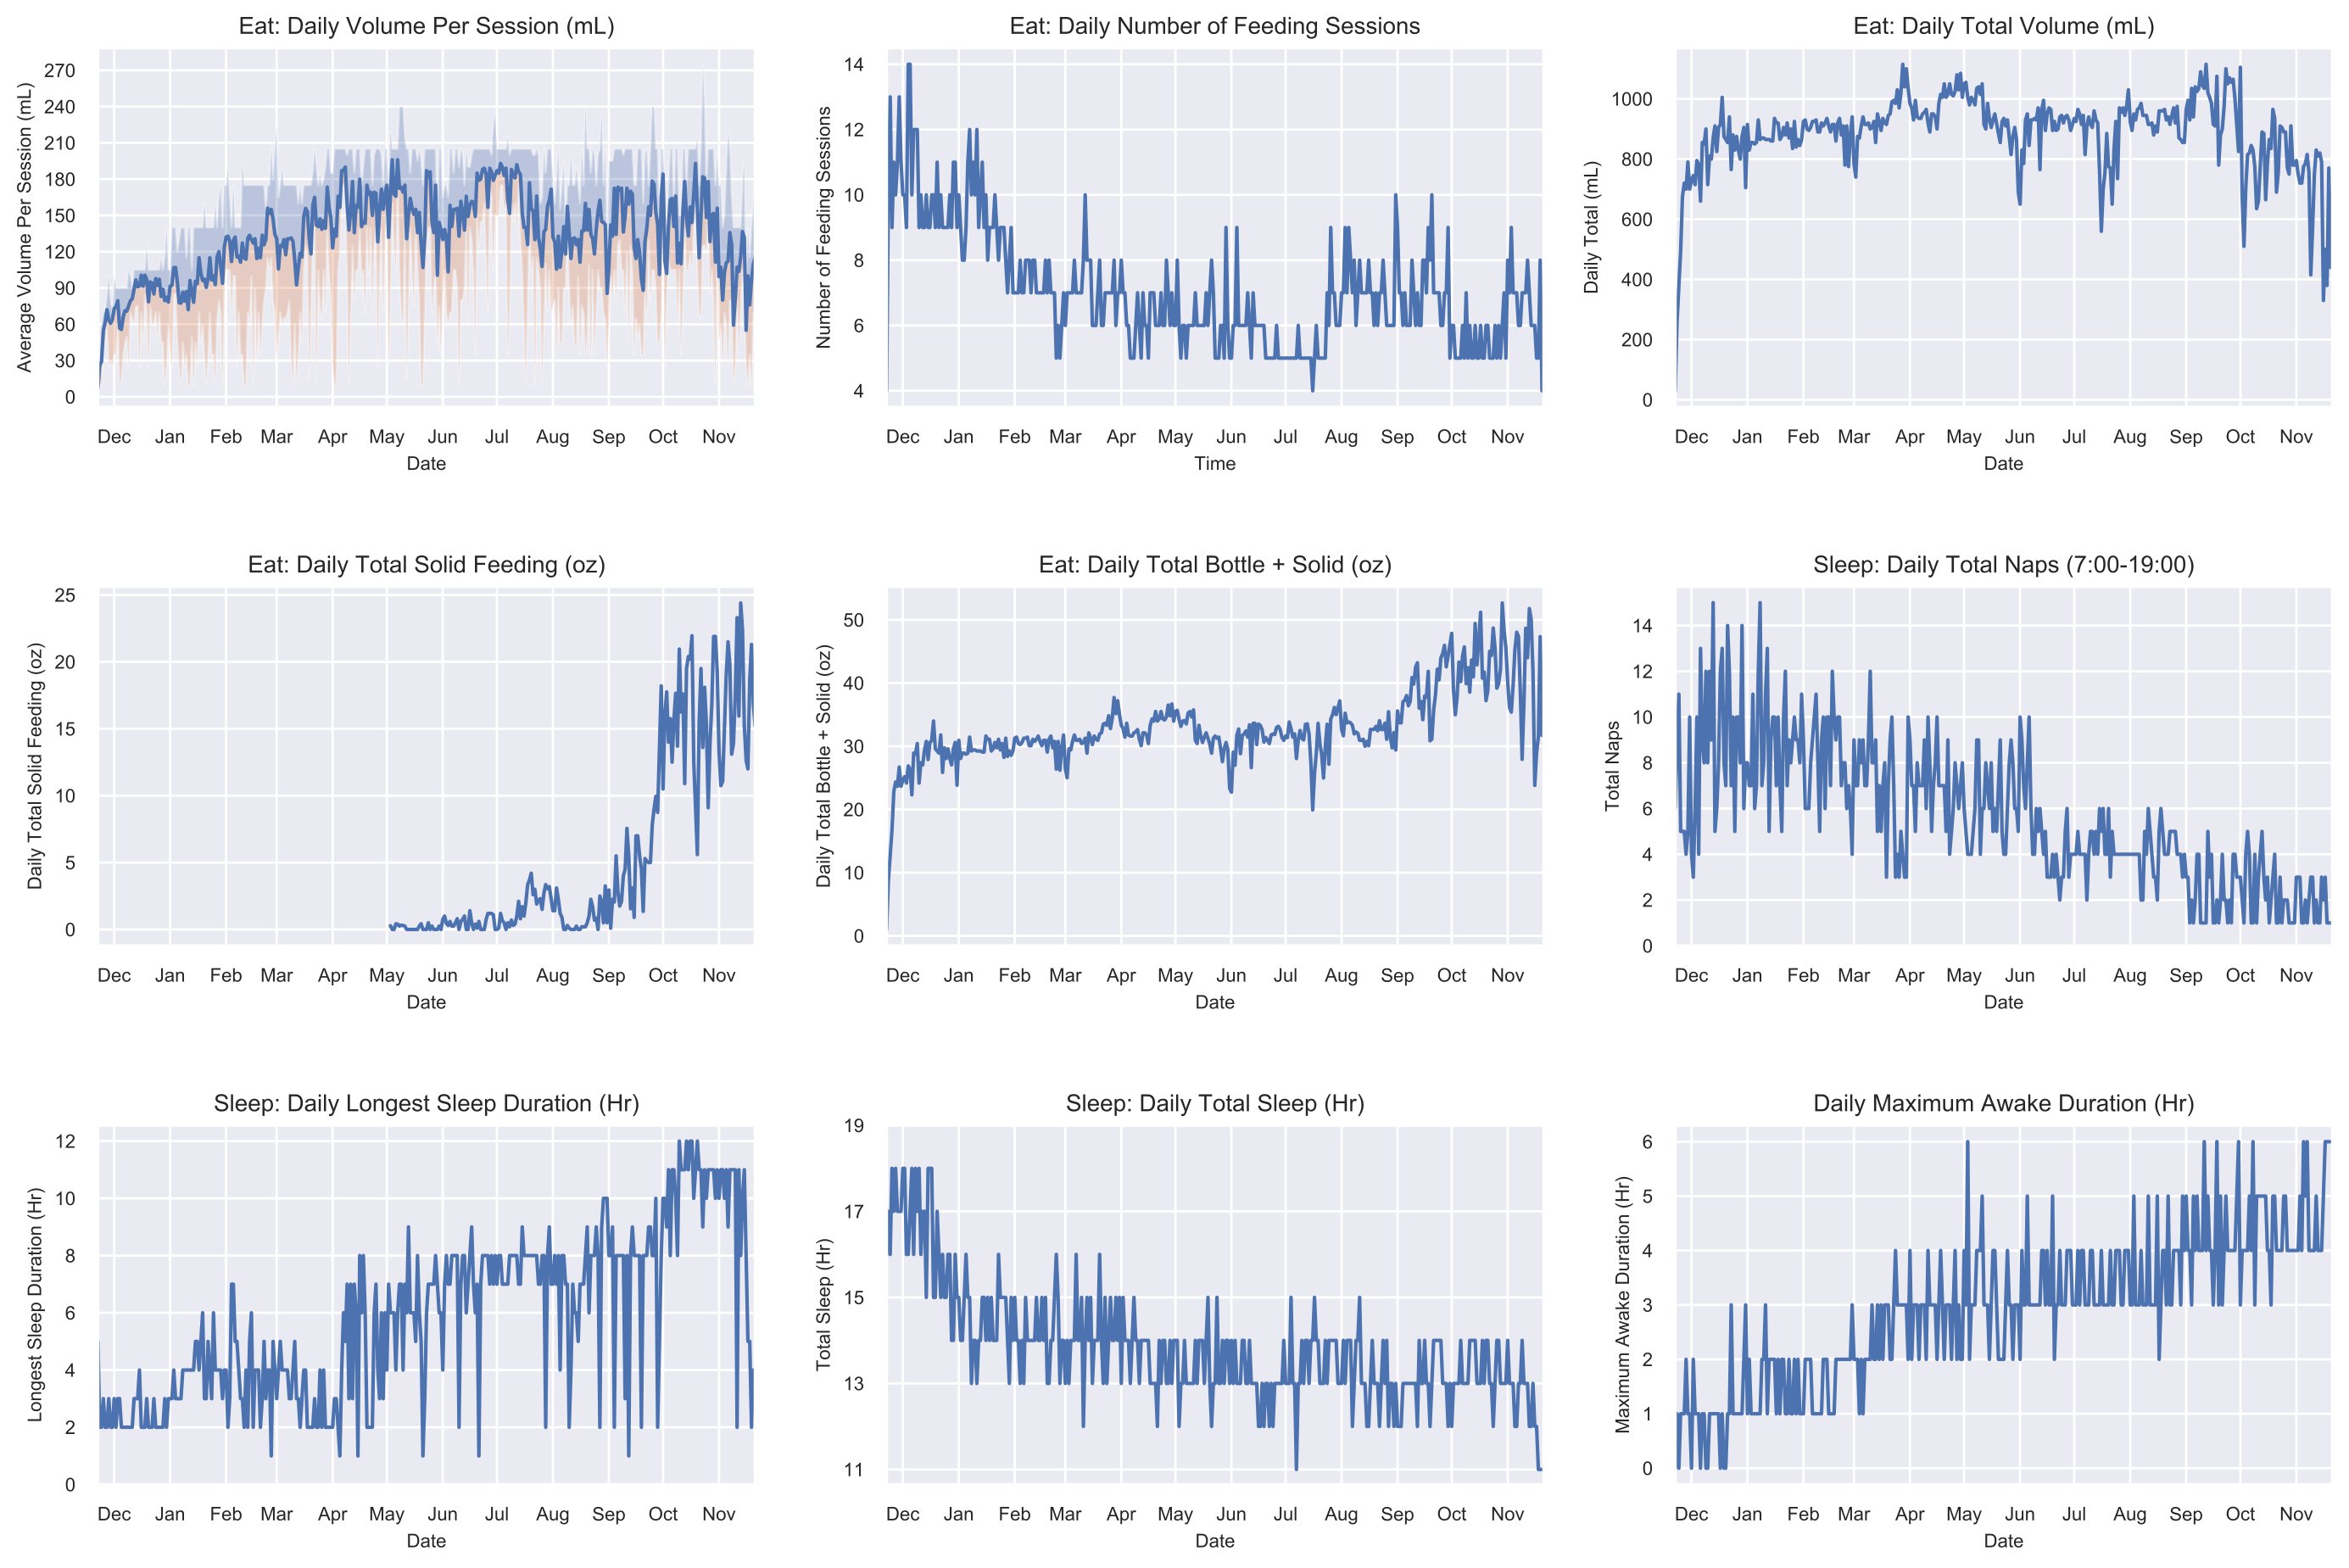 Eat: Daily Volume Per Session (mL)
Average Volume Per Session (mL)
270
240
210
180
150
120
90
60
30
0
Dec Jan Feb Mar Apr May Jun Jul Aug Sep Oct Nov
Date
Eat: Daily Number of Feeding Sessions
Number of Feeding Sessions
14
12
10
8
6
4
Dec Jan Feb Mar Apr May Jun Jul Aug Sep Oct Nov
Time
Eat: Daily Total Volume (mL)
Daily Total (mL)
1000
800
600
400
200
0
Dec Jan Feb Mar Apr May Jun Jul Aug Sep Oct Nov
Date
Eat: Daily Total Solid Feeding (oz)
Daily Total Solid Feeding (oz)
25
20
15
10
5
0
Dec Jan Feb Mar Apr May Jun Jul Aug Sep Oct Nov
Date
Eat: Daily Total Bottle + Solid (oz)
Daily Total Bottle + Solid (oz)
50
40
30
20
10
0
Dec Jan Feb Mar Apr May Jun Jul Aug Sep Oct Nov
Date
Sleep: Daily Total Naps (7:00-19:00)
Total Naps
14
12
10
8
6
4
2
0
Dec Jan Feb Mar Apr May Jun Jul Aug Sep Oct Nov
Date
Sleep: Daily Longest Sleep Duration (Hr)
Longest Sleep Duration (Hr)
12
10
8
6
4
2
0
Dec Jan Feb Mar Apr May Jun Jul Aug Sep Oct Nov
Date
Sleep: Daily Total Sleep (Hr)
Total Sleep (Hr)
19
17
15
13
11
Dec Jan Feb Mar Apr May Jun Jul Aug Sep Oct Nov
Date
Daily Maximum Awake Duration (Hr)
Maximum Awake Duration (Hr)
6
5
4
3
2
1
0
Dec Jan Feb Mar Apr May Jun Jul Aug Sep Oct Nov
Date